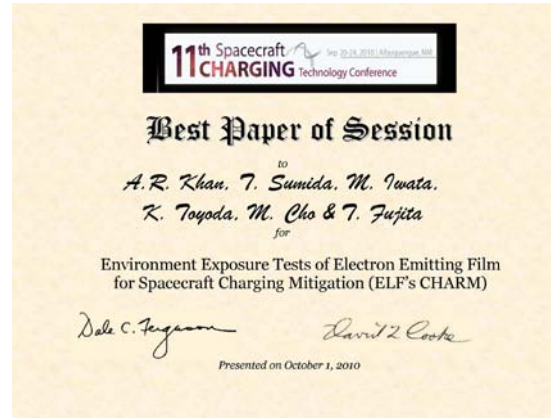 11th Spacecraft
CHARGING Technology Conference
Sep 20-24, 2010 | Albuquerque, NM
Best Paper of Session
to
A.R. Khan, T. Sumida, M. Iwata,
K. Toyoda, M. Cho & T. Fujita
for
Environment Exposure Tests of Electron Emitting Film
for Spacecraft Charging Mitigation (ELF's CHARM)
Dale C. Ferguson
David L Cooke
Presented on October 1, 2010